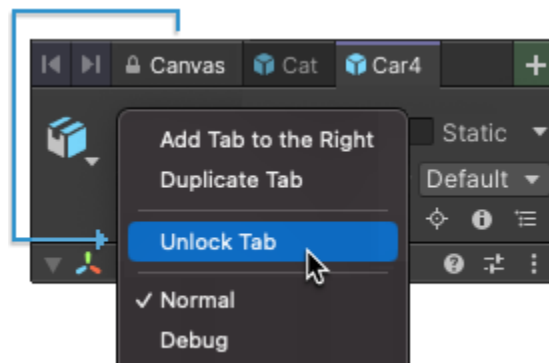 Canvas Cat Car4
Add Tab to the Right
Static
Duplicate Tab
Default
Unlock Tab
Normal
Debug